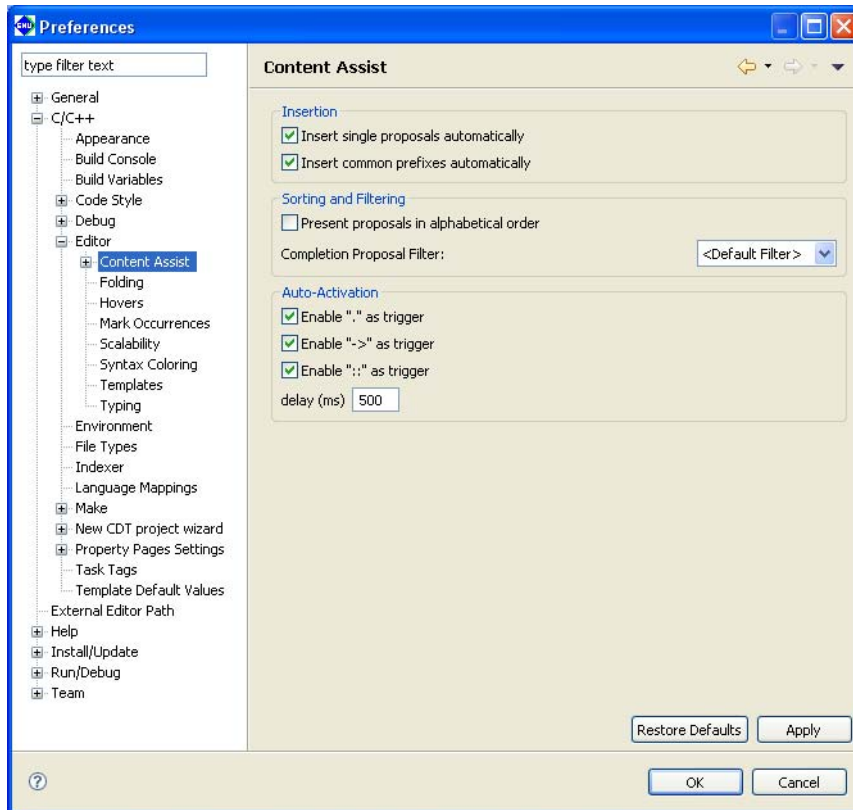 GNU Preferences
type filter text
Content Assist
General
C/C++
Appearance
Build Console
Build Variables
Code Style
Debug
Editor
Content Assist
Folding
Hovers
Mark Occurrences
Scalability
Syntax Coloring
Templates
Typing
Environment
File Types
Indexer
Language Mappings
Make
New CDT project wizard
Property Pages Settings
Task Tags
Template Default Values
External Editor Path
Help
Install/Update
Run/Debug
Team
Insertion
Insert single proposals automatically
Insert common prefixes automatically
Sorting and Filtering
Present proposals in alphabetical order
Completion Proposal Filter: <Default Filter>
Auto-Activation
Enable "." as trigger
Enable "->" as trigger
Enable "::" as trigger
delay (ms) 500
Restore Defaults Apply
? OK Cancel